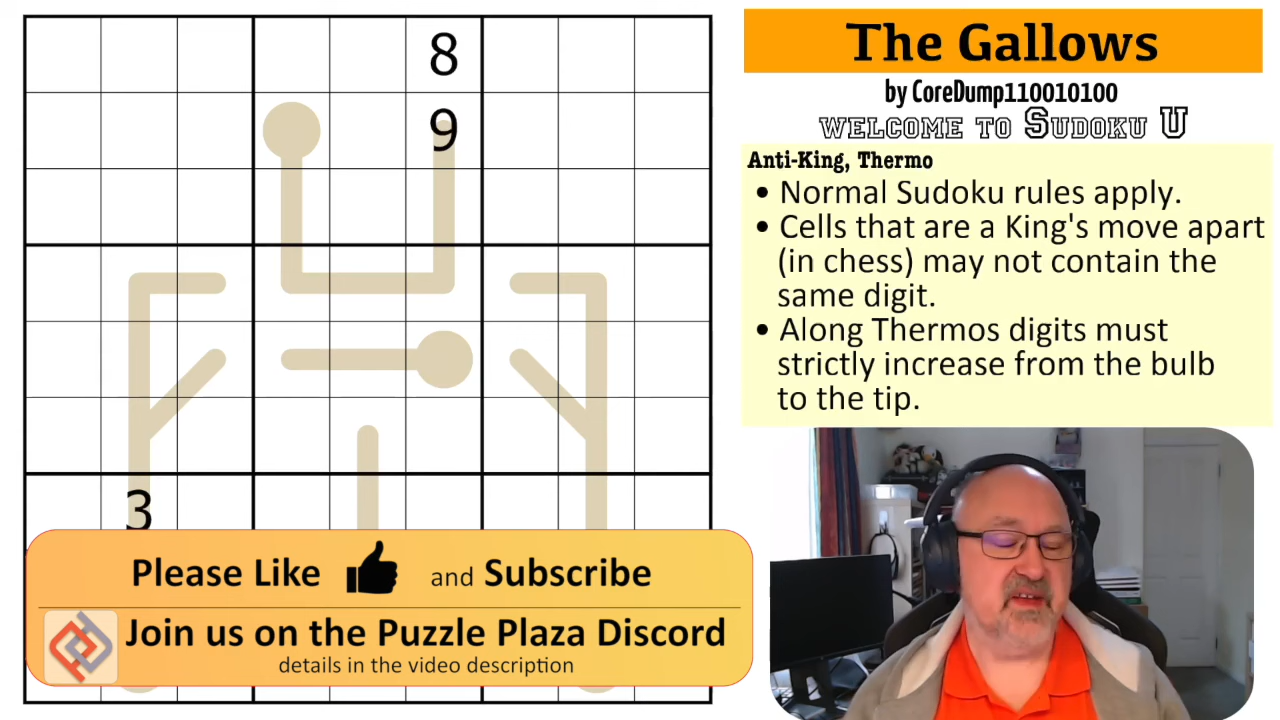 8
9
3
The Gallows
by CoreDump110010100
WELCOME TO SUDOKU U
Anti-King, Thermo
• Normal Sudoku rules apply.
• Cells that are a King's move apart
(in chess) may not contain the
same digit.
• Along Thermos digits must
strictly increase from the bulb
to the tip.
Please Like and Subscribe
Join us on the Puzzle Plaza Discord
details in the video description